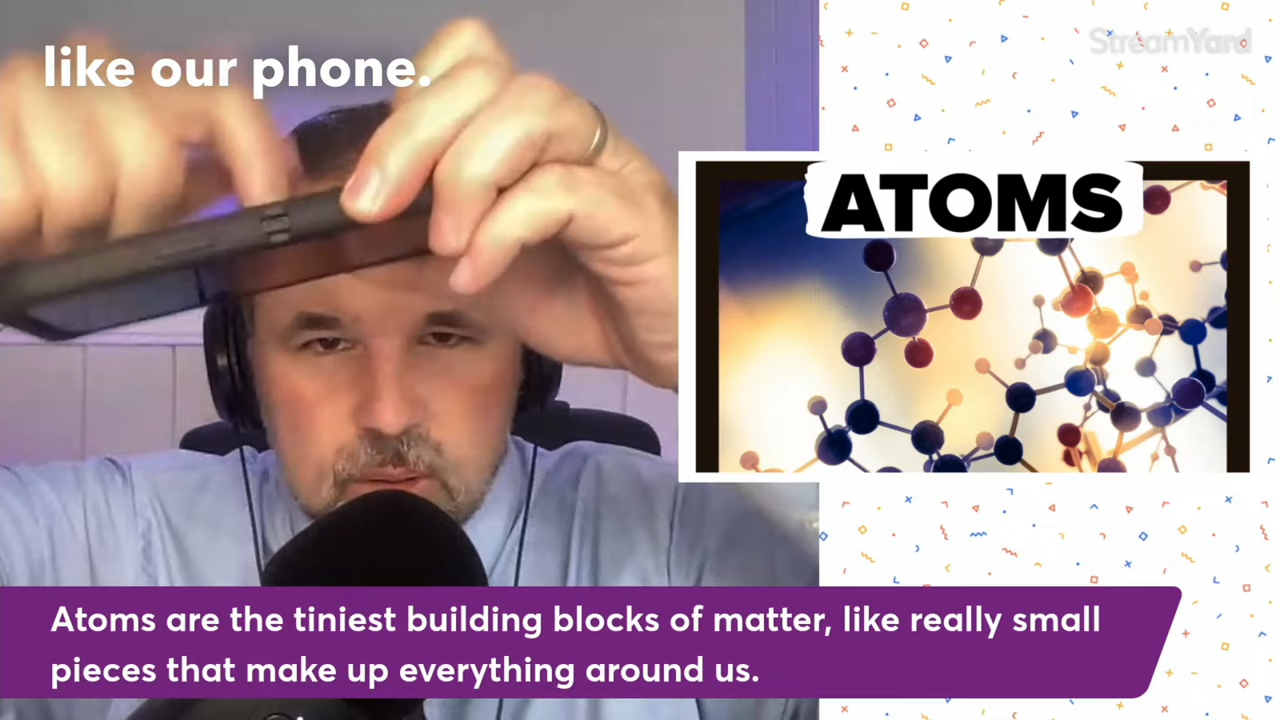 like our phone.
StreamYard
ATOMS
Atoms are the tiniest building blocks of matter, like really small
pieces that make up everything around us.